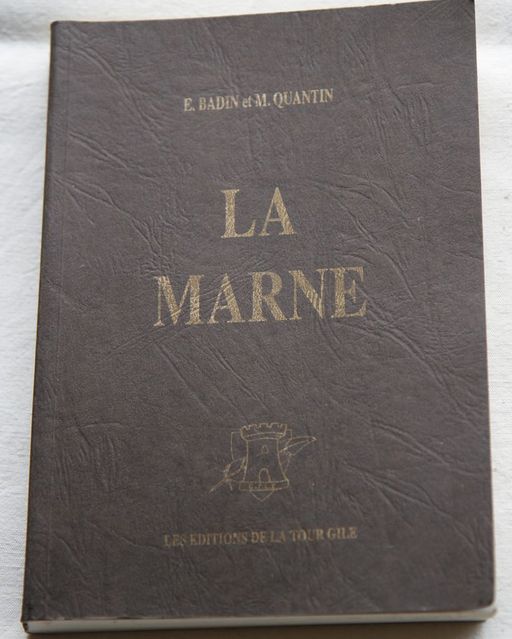 E. BADIN et M. QUANTIN
LA
MARNE
LES EDITIONS DE LA TOUR GILE